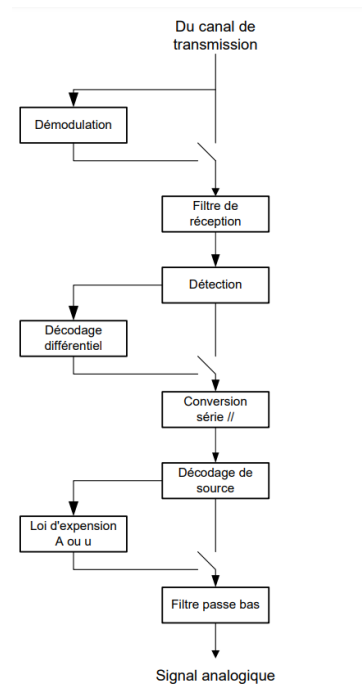 Du canal de
transmission
Démodulation
Filtre de
réception
Détection
Décodage
différentiel
Conversion
série //
Décodage de
source
Loi d'expension
A ou u
Filtre passe bas
Signal analogique